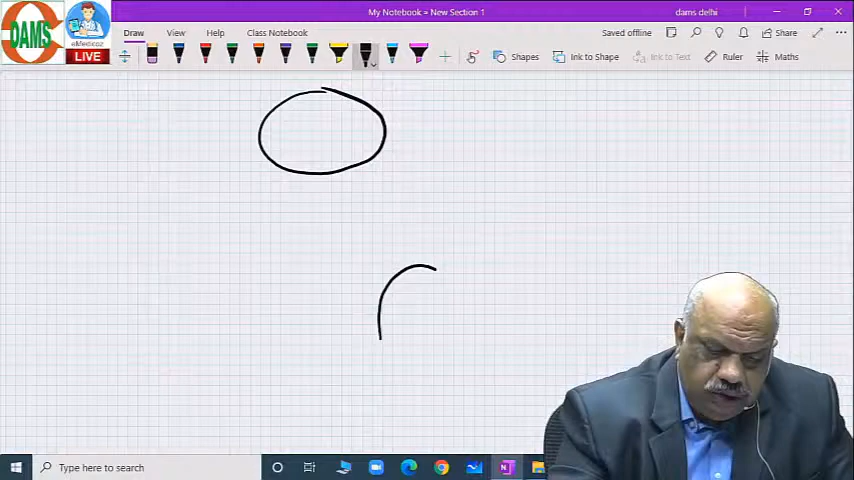 DAMS
eMedicoz
LIVE
My Notebook = New Section 1
dams delhi
Draw
View
Help
Class Notebook
Saved offline
Share
Shapes
Ink to Shape
Ink to Text
Ruler
Maths
Type here to search